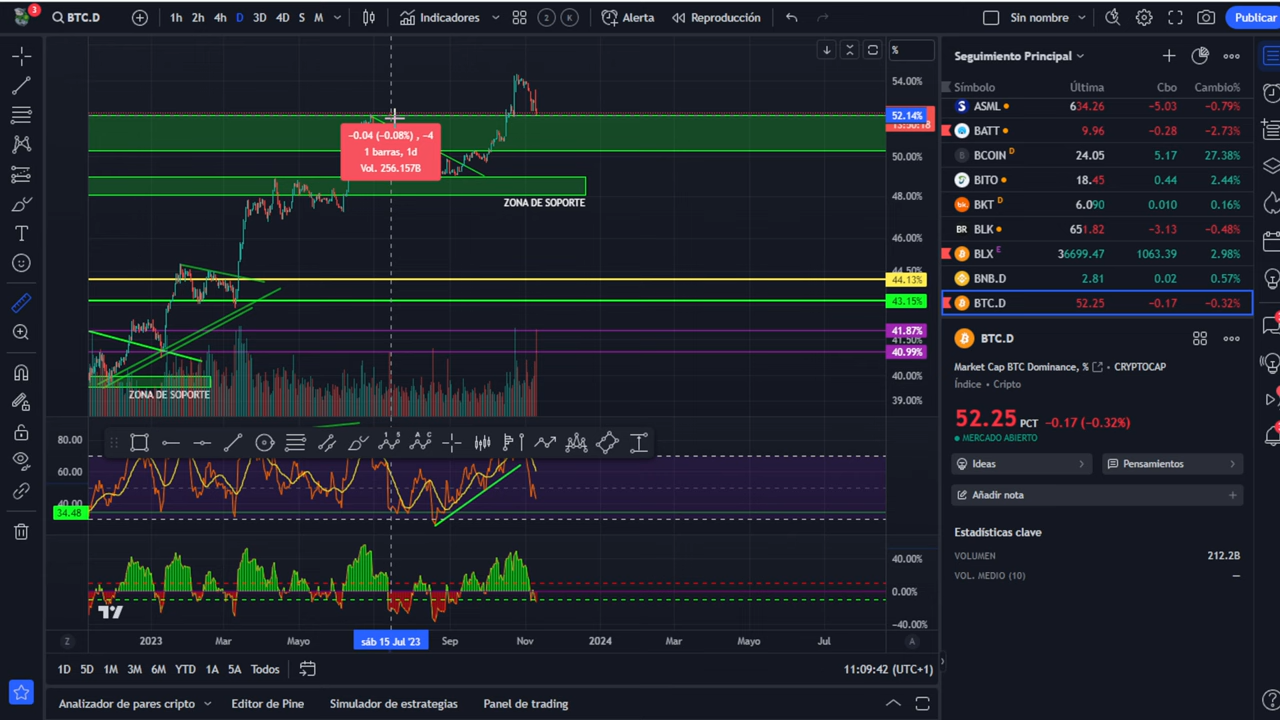 3
BTC.D
1h 2h 4h D 3D 4D S M
Indicadores
2 K
Alerta
Reproducción
Sin nombre
Publicar
%
54.00%
52.14%
50.00%
48.00%
46.00%
44.13%
43.15%
41.87%
41.50%
40.99%
40.00%
39.00%
-0.04 (-0.08%) , -4
1 barras, 1d
Vol. 256.157B
ZONA DE SOPORTE
ZONA DE SOPORTE
80.00
60.00
40.00
34.48
40.00%
0.00%
-40.00%
Z 2023 Mar Mayo sáb 15 Jul '23 Sep Nov 2024 Mar Mayo Jul A
1D 5D 1M 3M 6M YTD 1A 5A Todos
11:09:42 (UTC+1)
Analizador de pares cripto Editor de Pine Simulador de estrategias Panel de trading
Seguimiento Principal
Símbolo Última Cbo Cambio%
ASML 634.26 -5.03 -0.79%
BATT 9.96 -0.28 -2.73%
BCOIN D 24.05 5.17 27.38%
BITO 18.45 0.44 2.44%
BKT D 6.090 0.010 0.16%
BLK 651.82 -3.13 -0.48%
BLX E 36699.47 1063.39 2.98%
BNB.D 2.81 0.02 0.57%
BTC.D 52.25 -0.17 -0.32%
BTC.D
Market Cap BTC Dominance, % • CRYPTOCAP
Índice • Cripto
52.25 PCT -0.17 (-0.32%)
MERCADO ABIERTO
Ideas
Pensamientos
Añadir nota
Estadísticas clave
VOLUMEN 212.2B
VOL. MEDIO (10) —